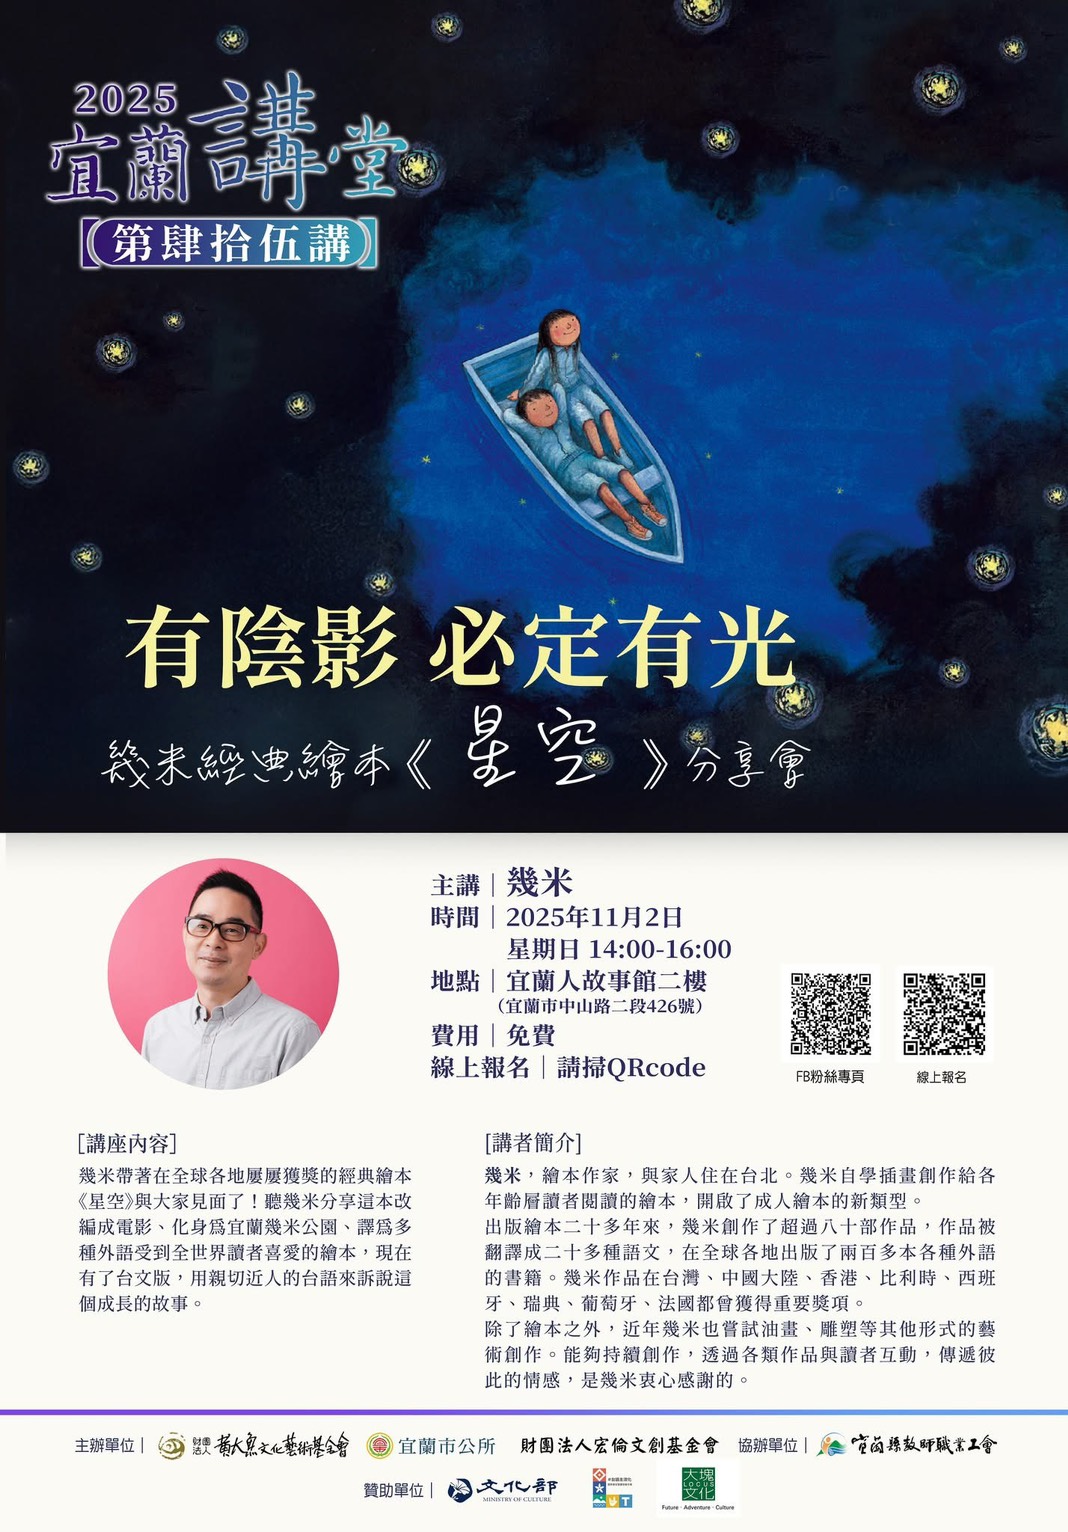 2025
宜蘭講堂
第肆拾伍講
有陰影 必定有光
幾米經典繪本《星空》分享會
主講｜幾米
時間｜2025年11月2日
星期日 14:00-16:00
地點｜宜蘭人故事館二樓
（宜蘭市中山路二段426號）
費用｜免費
線上報名｜請掃QRcode
FB粉絲專頁
線上報名
［講座內容］
幾米帶著在全球各地屢屢獲獎的經典繪本
《星空》與大家見面了！聽幾米分享這本改
編成電影、化身為宜蘭幾米公園、譯為多
種外語受到全世界讀者喜愛的繪本，現在
有了台文版，用親切近人的台語來訴說這
個成長的故事。
[講者簡介]
幾米，繪本作家，與家人住在台北。幾米自學插畫創作給各
年齡層讀者閱讀的繪本，開啟了成人繪本的新類型。
出版繪本二十多年來，幾米創作了超過八十部作品，作品被
翻譯成二十多種語文，在全球各地出版了兩百多本各種外語
的書籍。幾米作品在台灣、中國大陸、香港、比利時、西班
牙、瑞典、葡萄牙、法國都曾獲得重要獎項。
除了繪本之外，近年幾米也嘗試油畫、雕塑等其他形式的藝
術創作。能夠持續創作，透過各類作品與讀者互動，傳遞彼
此的情感，是幾米衷心感謝的。
主辦單位｜ 財團法人 黃大魚文化藝術基金會 宜蘭市公所 財團法人宏倫文創基金會 協辦單位｜ 宜蘭縣教師職業工會
贊助單位｜ 文化部 MINISTRY OF CULTURE 大塊文化 LOCUS Future · Adventure · Culture